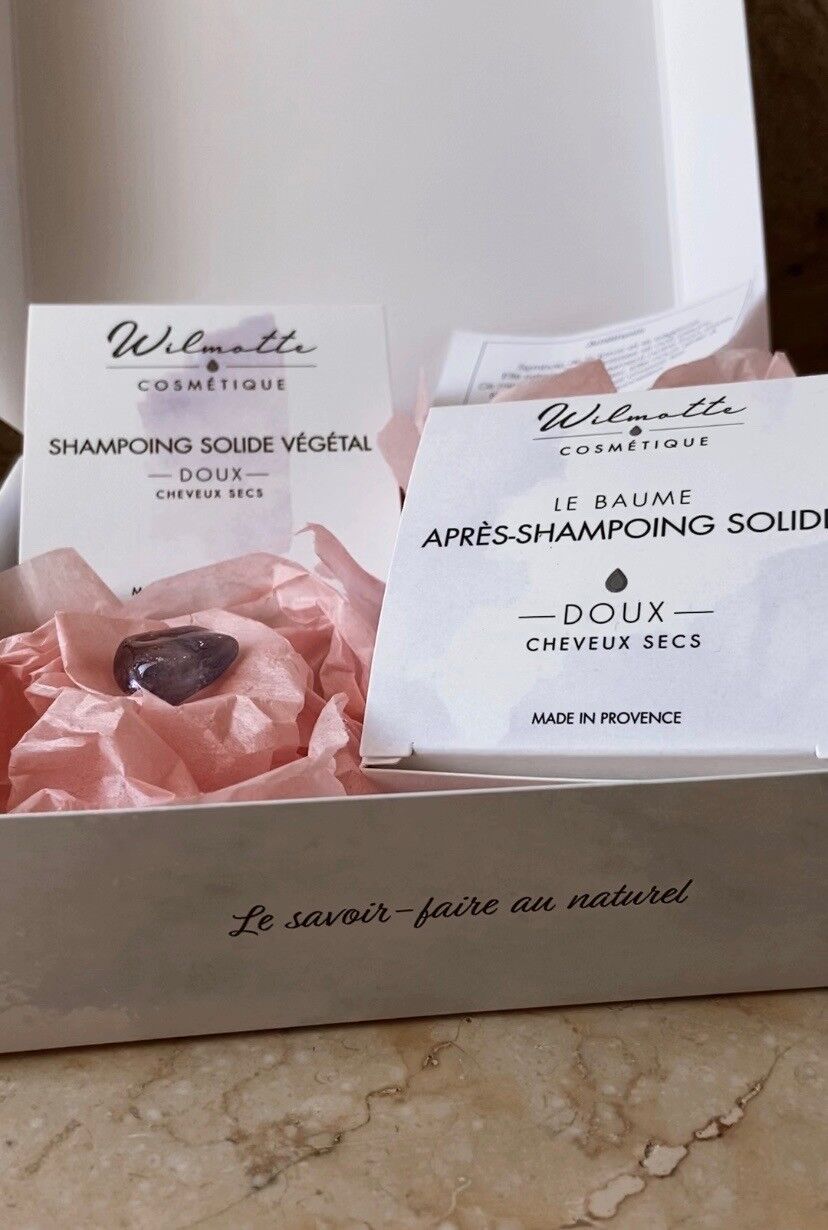 Wilmotte
COSMÉTIQUE
SHAMPOING SOLIDE VÉGÉTAL
DOUX
CHEVEUX SECS
M
Wilmotte
COSMÉTIQUE
LE BAUME
APRÈS-SHAMPOING SOLIDE
DOUX
CHEVEUX SECS
MADE IN PROVENCE
Le savoir-faire au naturel